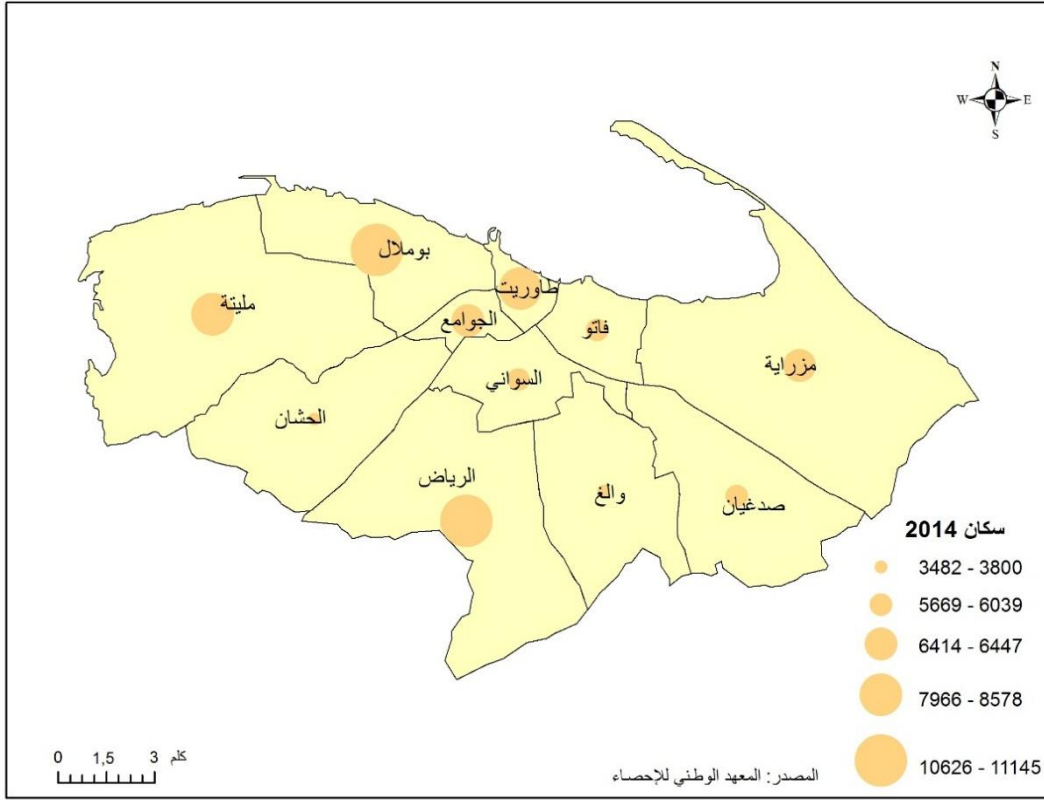 N
W E
S
بوملال
طاوريت
مليتة
الجوامع
فاتو
مزراية
السواني
الحشان
الرياض
والغ
صدغيان
سكان 2014
3482 - 3800
5669 - 6039
6414 - 6447
7966 - 8578
10626 - 11145
0 1,5 3 كلم
المصدر: المعهد الوطني للإحصاء